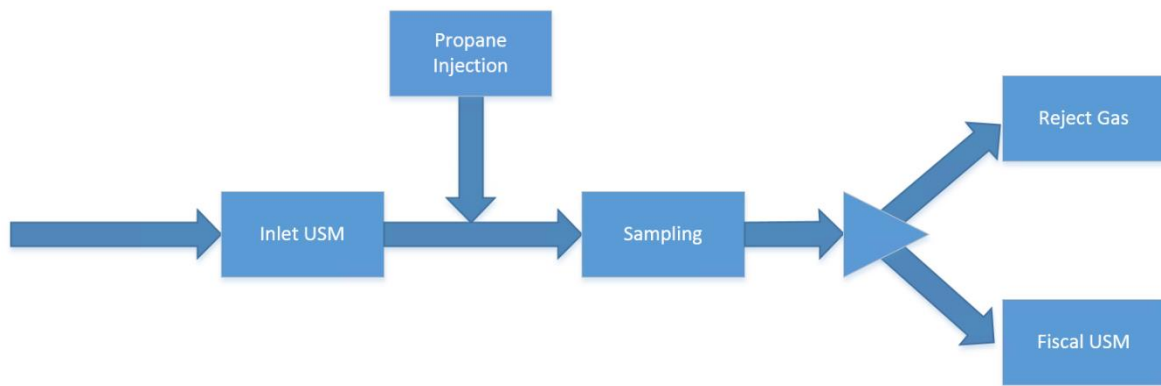 Propane
Injection
Reject Gas
Inlet USM
Sampling
Fiscal USM